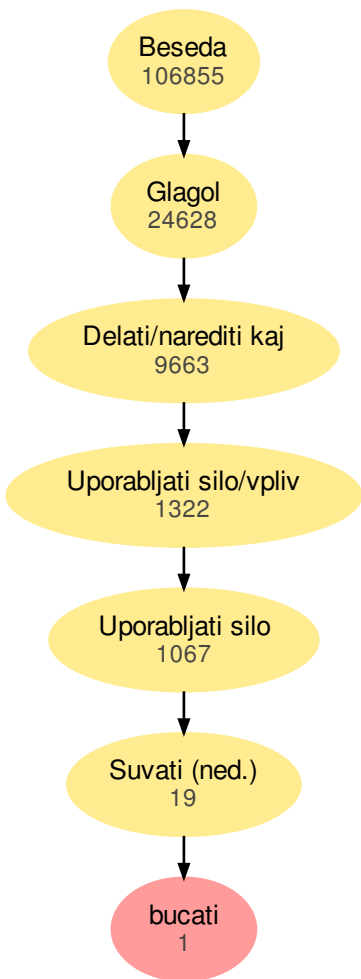 Beseda
106855
Glagol
24628
Delati/narediti kaj
9663
Uporabljati silo/vpliv
1322
Uporabljati silo
1067
Suvati (ned.)
19
bucati
1